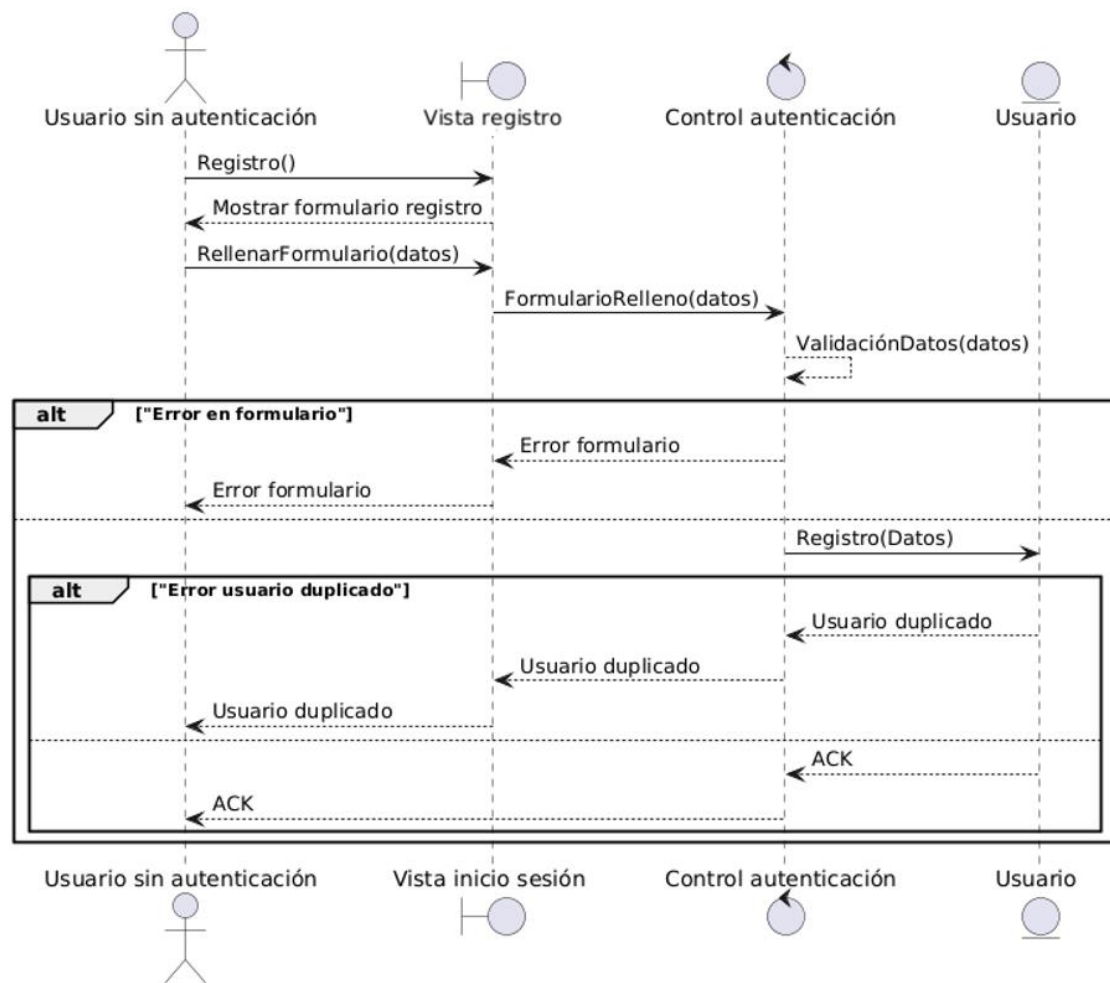 Usuario sin autenticación
Vista registro
Control autenticación
Usuario
Registro()
Mostrar formulario registro
RellenarFormulario(datos)
FormularioRelleno(datos)
ValidaciónDatos(datos)
alt ["Error en formulario"]
Error formulario
Error formulario
Registro(Datos)
alt ["Error usuario duplicado"]
Usuario duplicado
Usuario duplicado
Usuario duplicado
ACK
ACK
Usuario sin autenticación
Vista inicio sesión
Control autenticación
Usuario